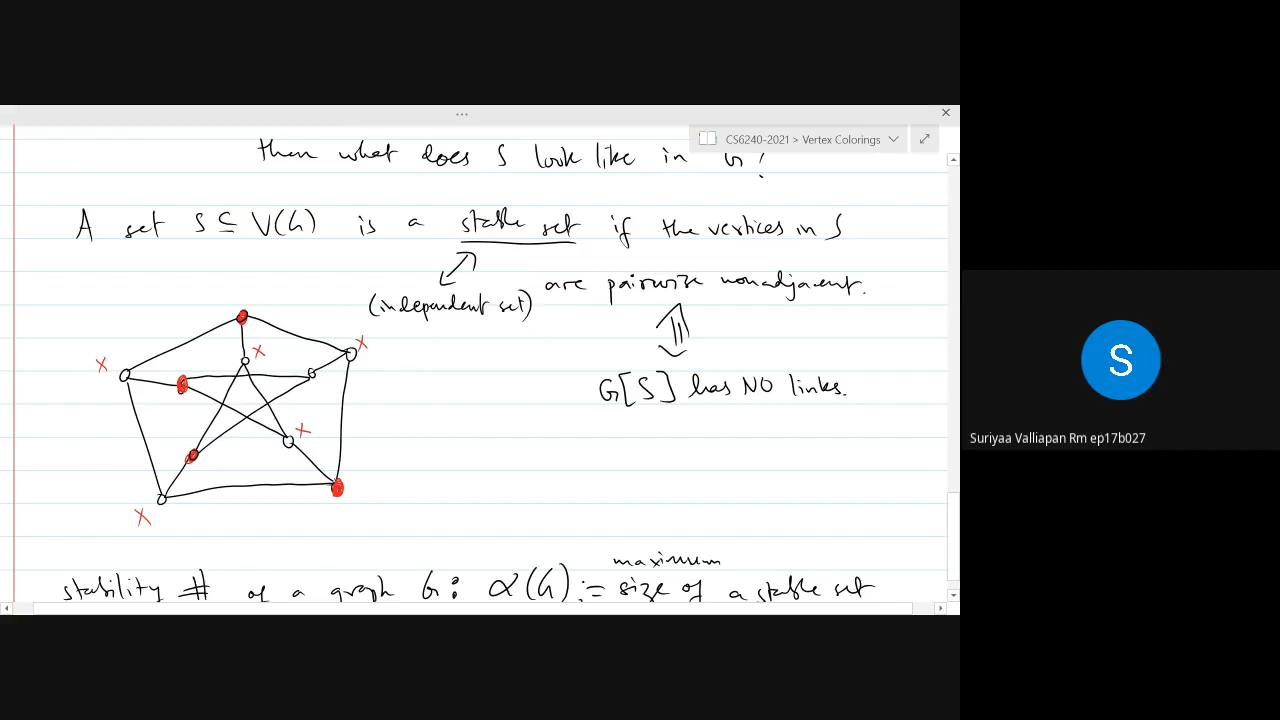 CS6240-2021 > Vertex Colorings
then what does S look like in G?
A set S ⊆ V(G) is a stable set if the vertices in S
are pairwise nonadjacent.
(independent set)
G[S] has NO links.
X
X
X
X
X
maximum
stability # of a graph G: α(G) := size of a stable set
S
Suriyaa Valliapan Rm ep17b027